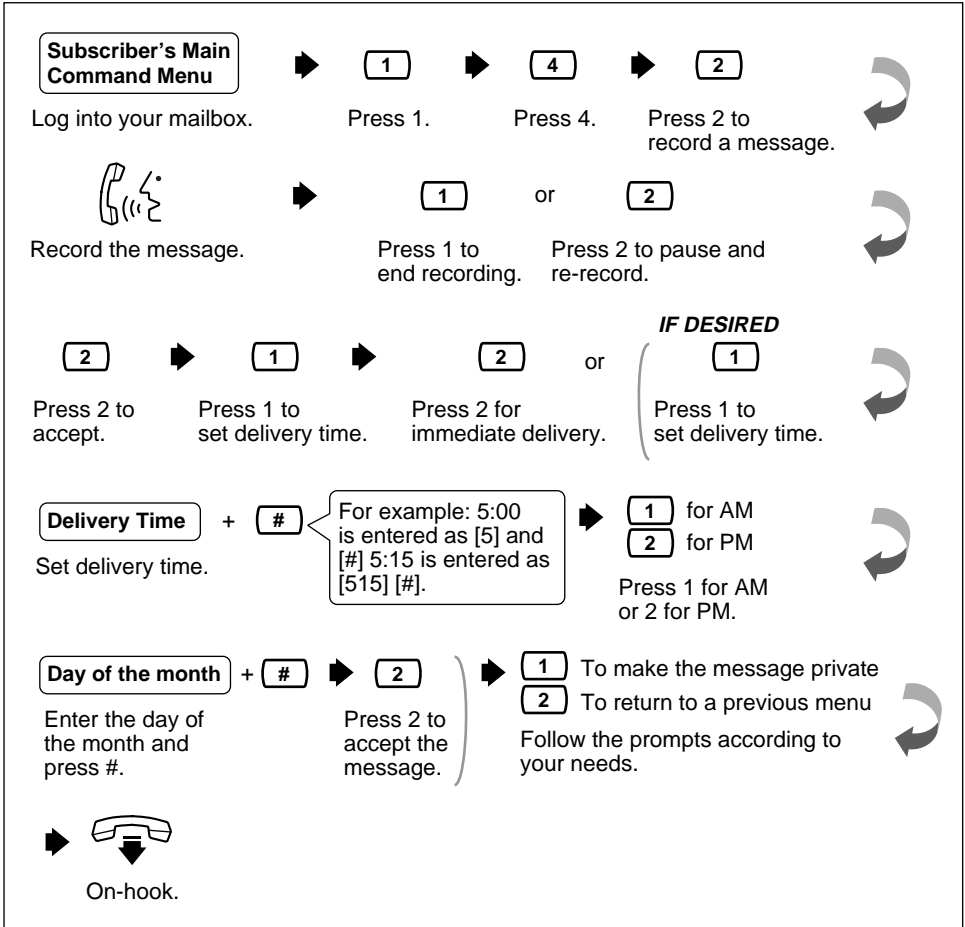 Subscriber's Main
Command Menu
1
4
2
Log into your mailbox.
Press 1.
Press 4.
Press 2 to
record a message.
1
or
2
Record the message.
Press 1 to
end recording.
Press 2 to pause and
re-record.
IF DESIRED
2
1
2
or
1
Press 2 to
accept.
Press 1 to
set delivery time.
Press 2 for
immediate delivery.
Press 1 to
set delivery time.
Delivery Time
+
#
Set delivery time.
For example: 5:00
is entered as [5] and
[#] 5:15 is entered as
[515] [#].
1 for AM
2 for PM
Press 1 for AM
or 2 for PM.
Day of the month
+
#
2
Enter the day of
the month and
press #.
Press 2 to
accept the
message.
1 To make the message private
2 To return to a previous menu
Follow the prompts according to
your needs.
On-hook.